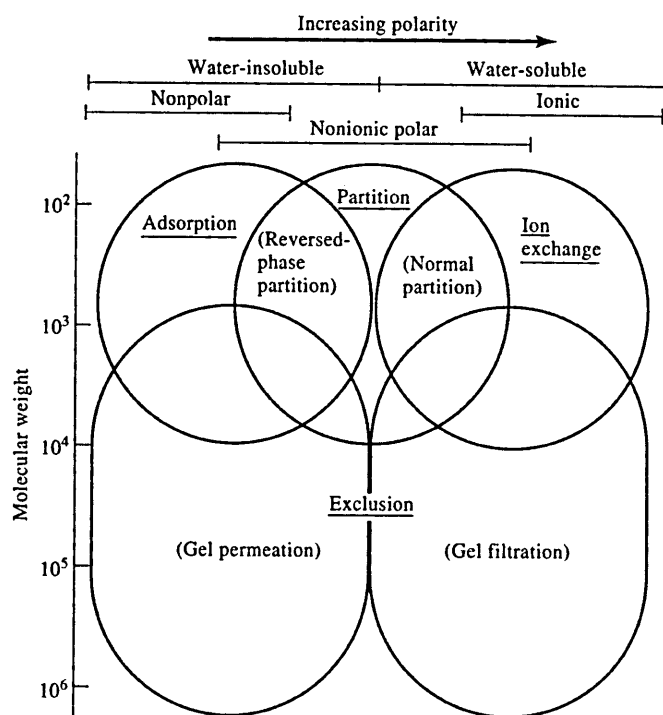 Increasing polarity
Water-insoluble Water-soluble
Nonpolar Ionic
Nonionic polar
Molecular weight
10²
10³
10⁴
10⁵
10⁶
Adsorption
Partition
(Reversed-
phase
partition)
(Normal
partition)
Ion
exchange
Exclusion
(Gel permeation)
(Gel filtration)